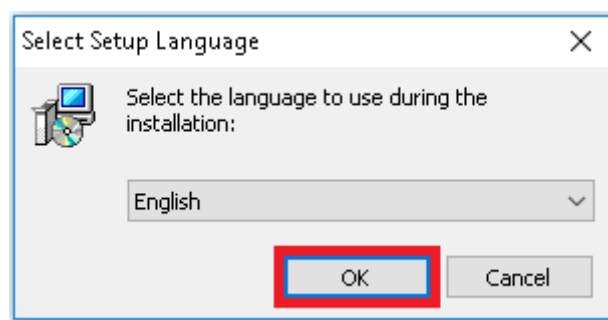 Select Setup Language
Select the language to use during the
installation:
English
OK
Cancel